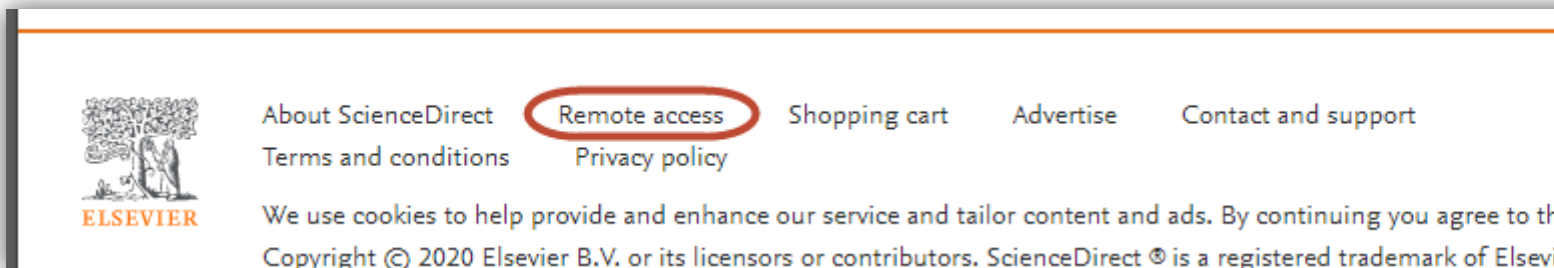 About ScienceDirect Remote access Shopping cart Advertise Contact and support
Terms and conditions Privacy policy
ELSEVIER
We use cookies to help provide and enhance our service and tailor content and ads. By continuing you agree to th
Copyright © 2020 Elsevier B.V. or its licensors or contributors. ScienceDirect ® is a registered trademark of Elsevi